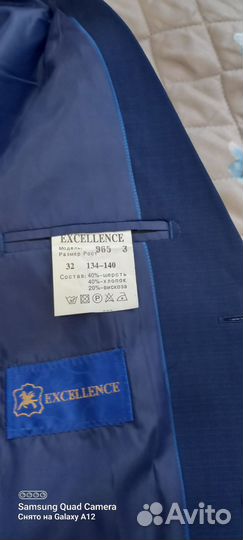 EXCELLENCE
Модель 965 3
Размер Рост
32 134-140
Состав: 40%-шерсть
40%-хлопок
20%-вискоза
EXCELLENCE
Samsung Quad Camera
Снято на Galaxy A12
Avito